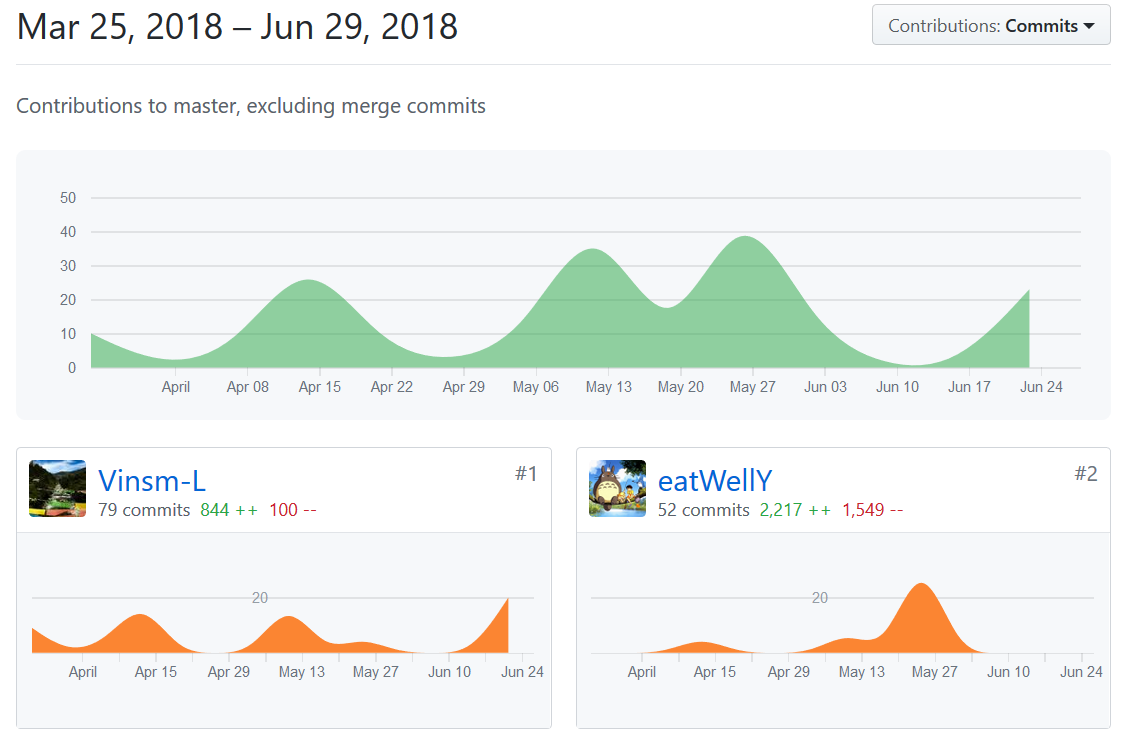 Mar 25, 2018 – Jun 29, 2018
Contributions: Commits
Contributions to master, excluding merge commits
50
40
30
20
10
0
April Apr 08 Apr 15 Apr 22 Apr 29 May 06 May 13 May 20 May 27 Jun 03 Jun 10 Jun 17 Jun 24
Vinsm-L #1
79 commits 844 ++ 100 --
20
April Apr 15 Apr 29 May 13 May 27 Jun 10 Jun 24
eatWellY #2
52 commits 2,217 ++ 1,549 --
20
April Apr 15 Apr 29 May 13 May 27 Jun 10 Jun 24